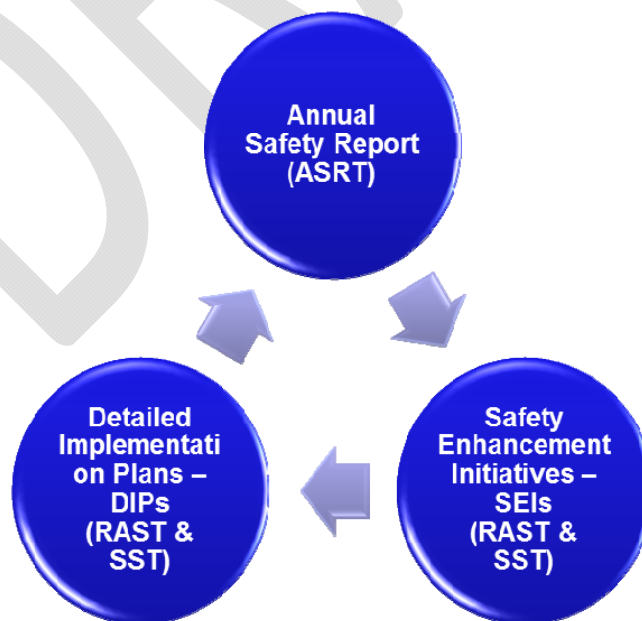 Annual
Safety Report
(ASRT)
Detailed
Implementati
on Plans –
DIPs
(RAST &
SST)
Safety
Enhancement
Initiatives –
SEIs
(RAST &
SST)